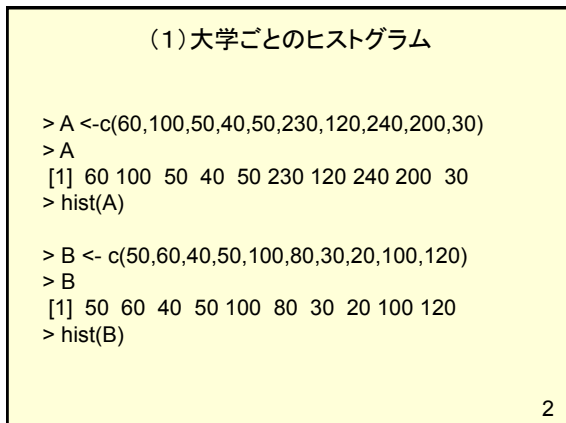 （１）大学ごとのヒストグラム
> A <-c(60,100,50,40,50,230,120,240,200,30)
> A
[1] 60 100 50 40 50 230 120 240 200 30
> hist(A)
> B <- c(50,60,40,50,100,80,30,20,100,120)
> B
[1] 50 60 40 50 100 80 30 20 100 120
> hist(B)
2